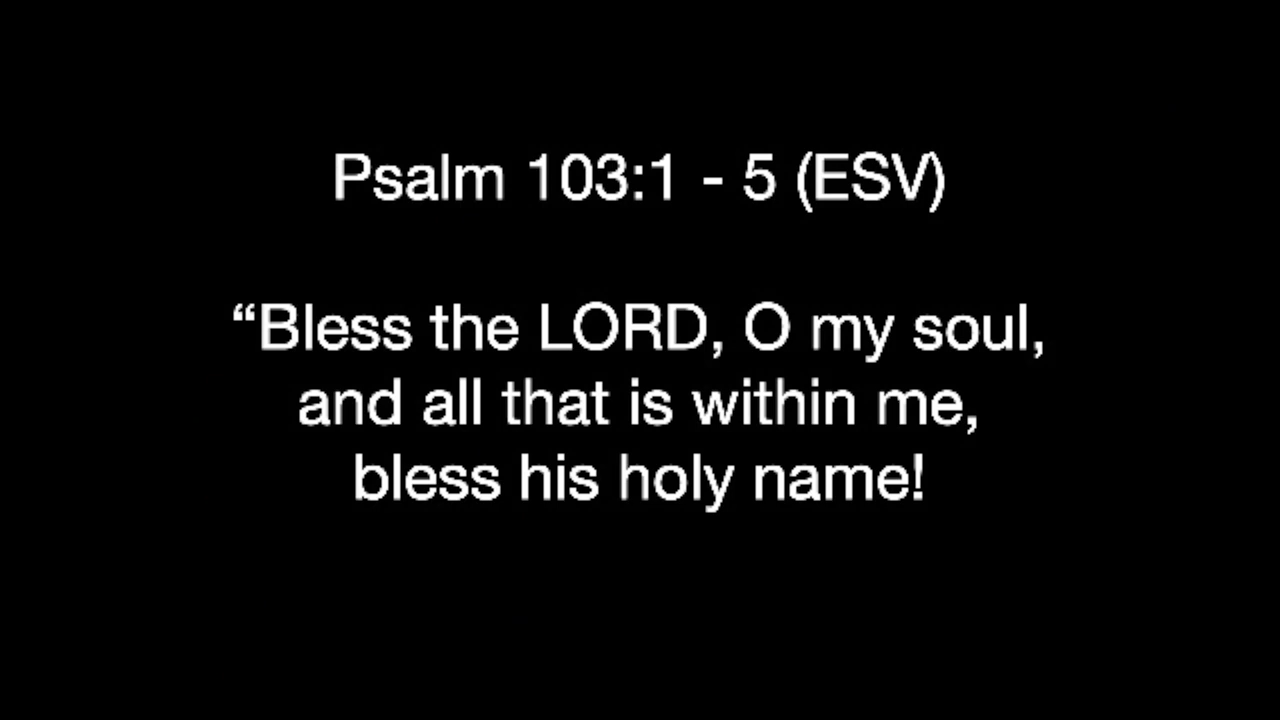 Psalm 103:1 - 5 (ESV)
“Bless the LORD, O my soul,
and all that is within me,
bless his holy name!